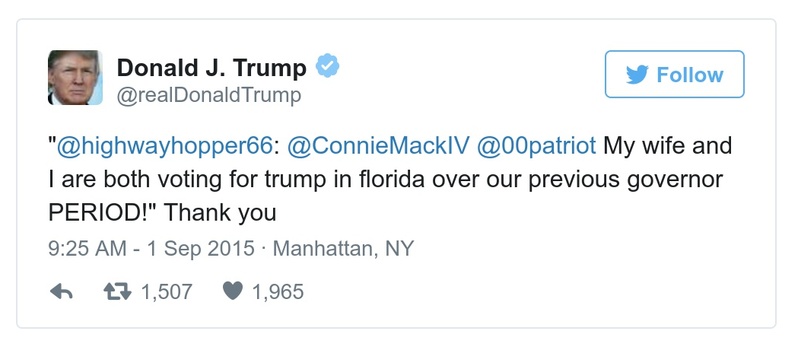 Donald J. Trump
Follow
@realDonaldTrump
"@highwayhopper66: @ConnieMackIV @00patriot My wife and
I are both voting for trump in florida over our previous governor
PERIOD!" Thank you
9:25 AM - 1 Sep 2015 · Manhattan, NY
1,507 1,965